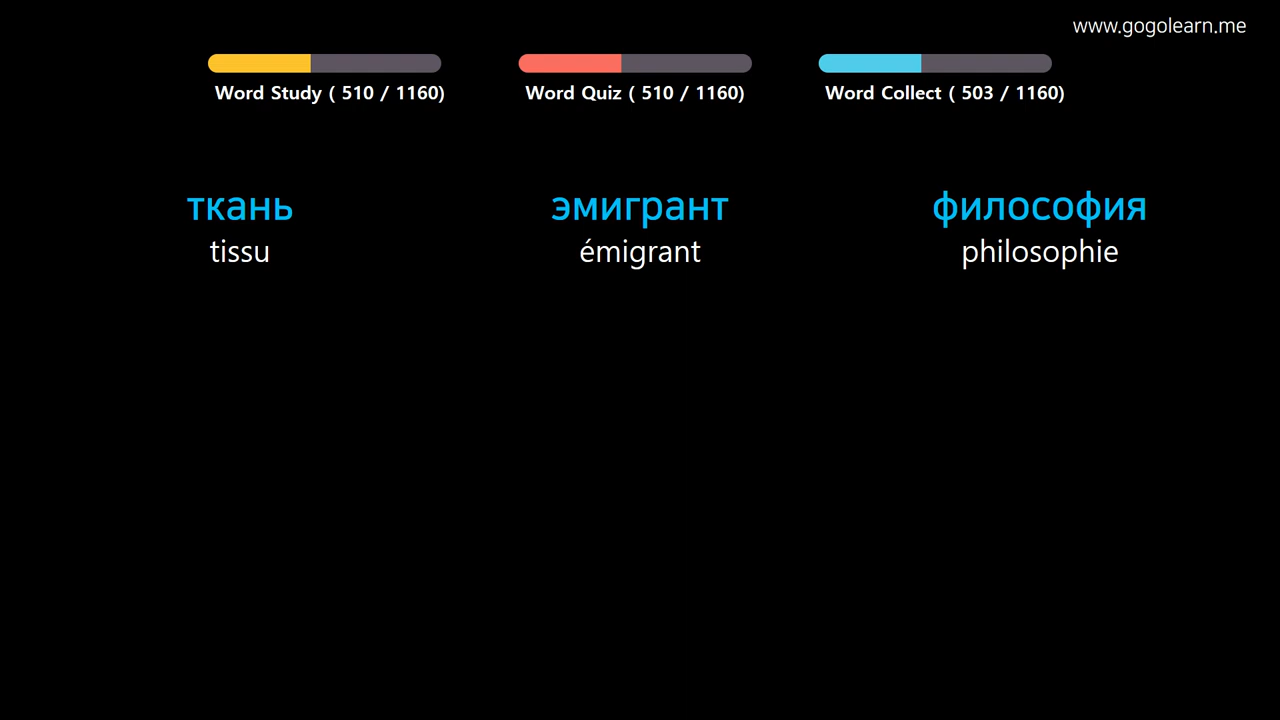 www.gogolearn.me
Word Study ( 510 / 1160)
Word Quiz ( 510 / 1160)
Word Collect ( 503 / 1160)
ткань
tissu
эмигрант
émigrant
философия
philosophie